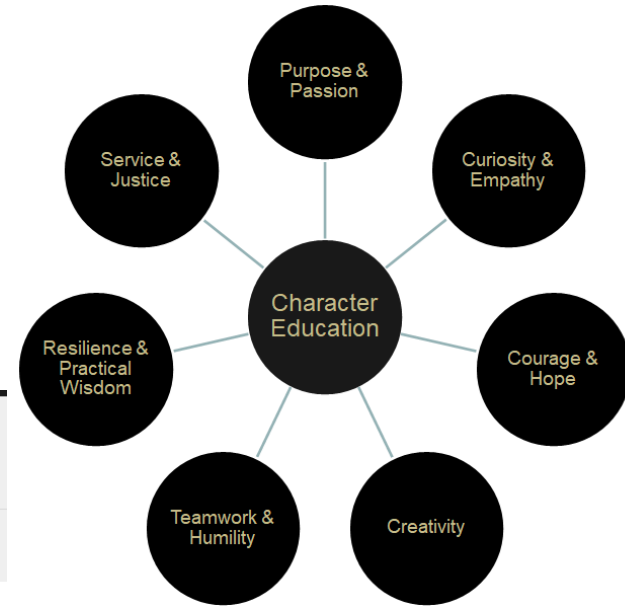 Purpose &
Passion
Curiosity &
Empathy
Courage &
Hope
Creativity
Teamwork &
Humility
Resilience &
Practical
Wisdom
Service &
Justice
Character
Education